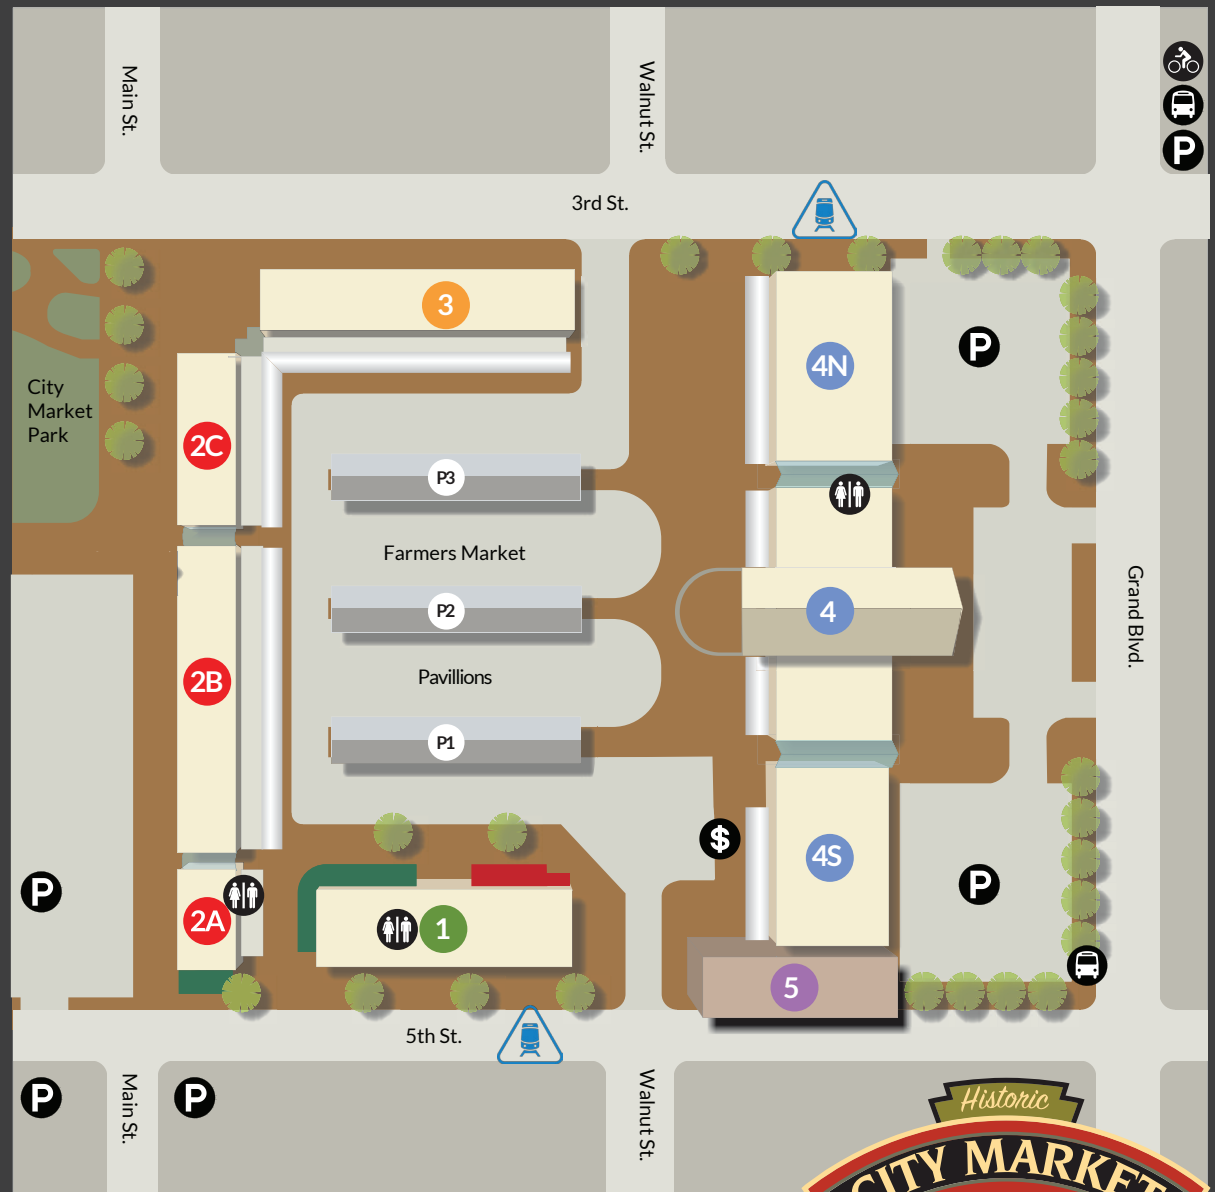 Main St.
Walnut St.
P
3rd St.
3
4N
P
City
Market
Park
2C
P3
Farmers Market
P2
4
Grand Blvd.
2B
Pavillions
P1
$
4S
P
P
2A
1
5
5th St.
Main St.
Walnut St.
P
P
Historic
CITY MARKET